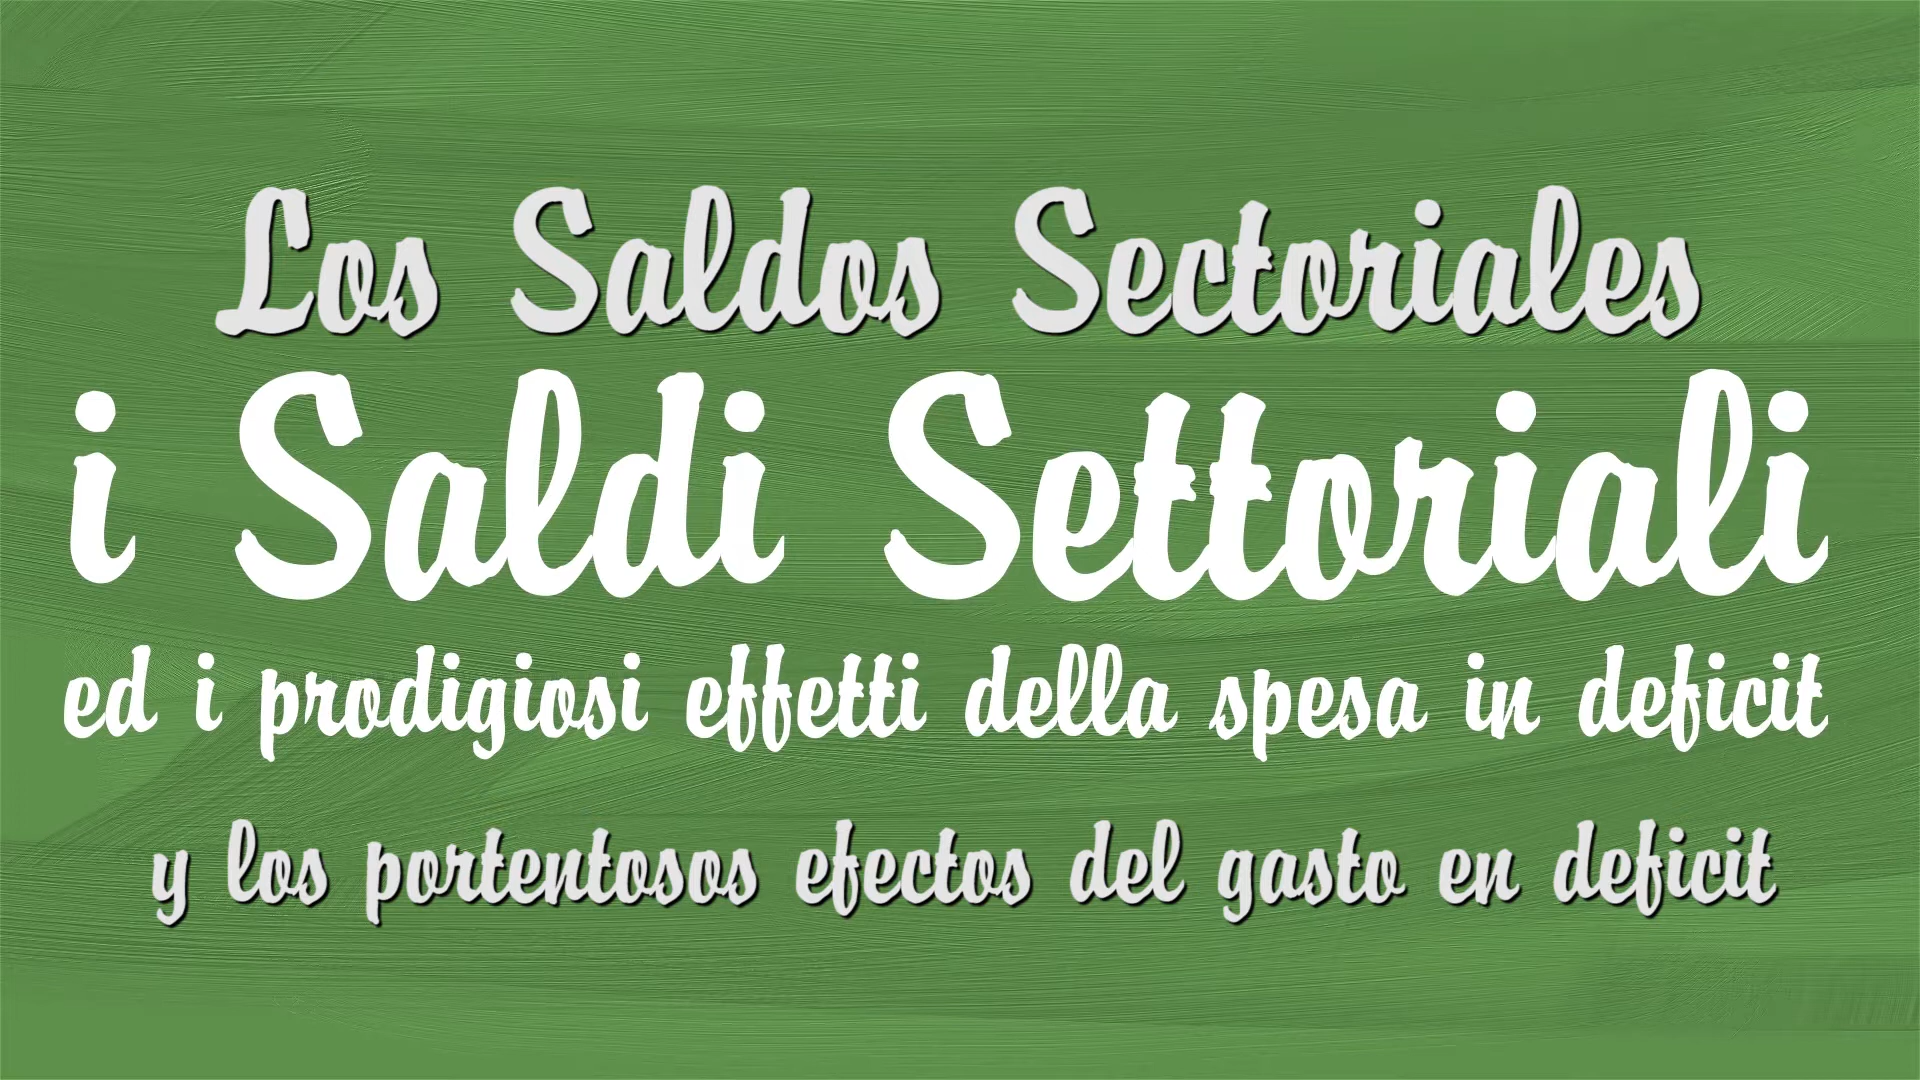 Los Saldos Sectoriales
i Saldi Settoriali
ed i prodigiosi effetti della spesa in deficit
y los portentosos efectos del gasto en deficit